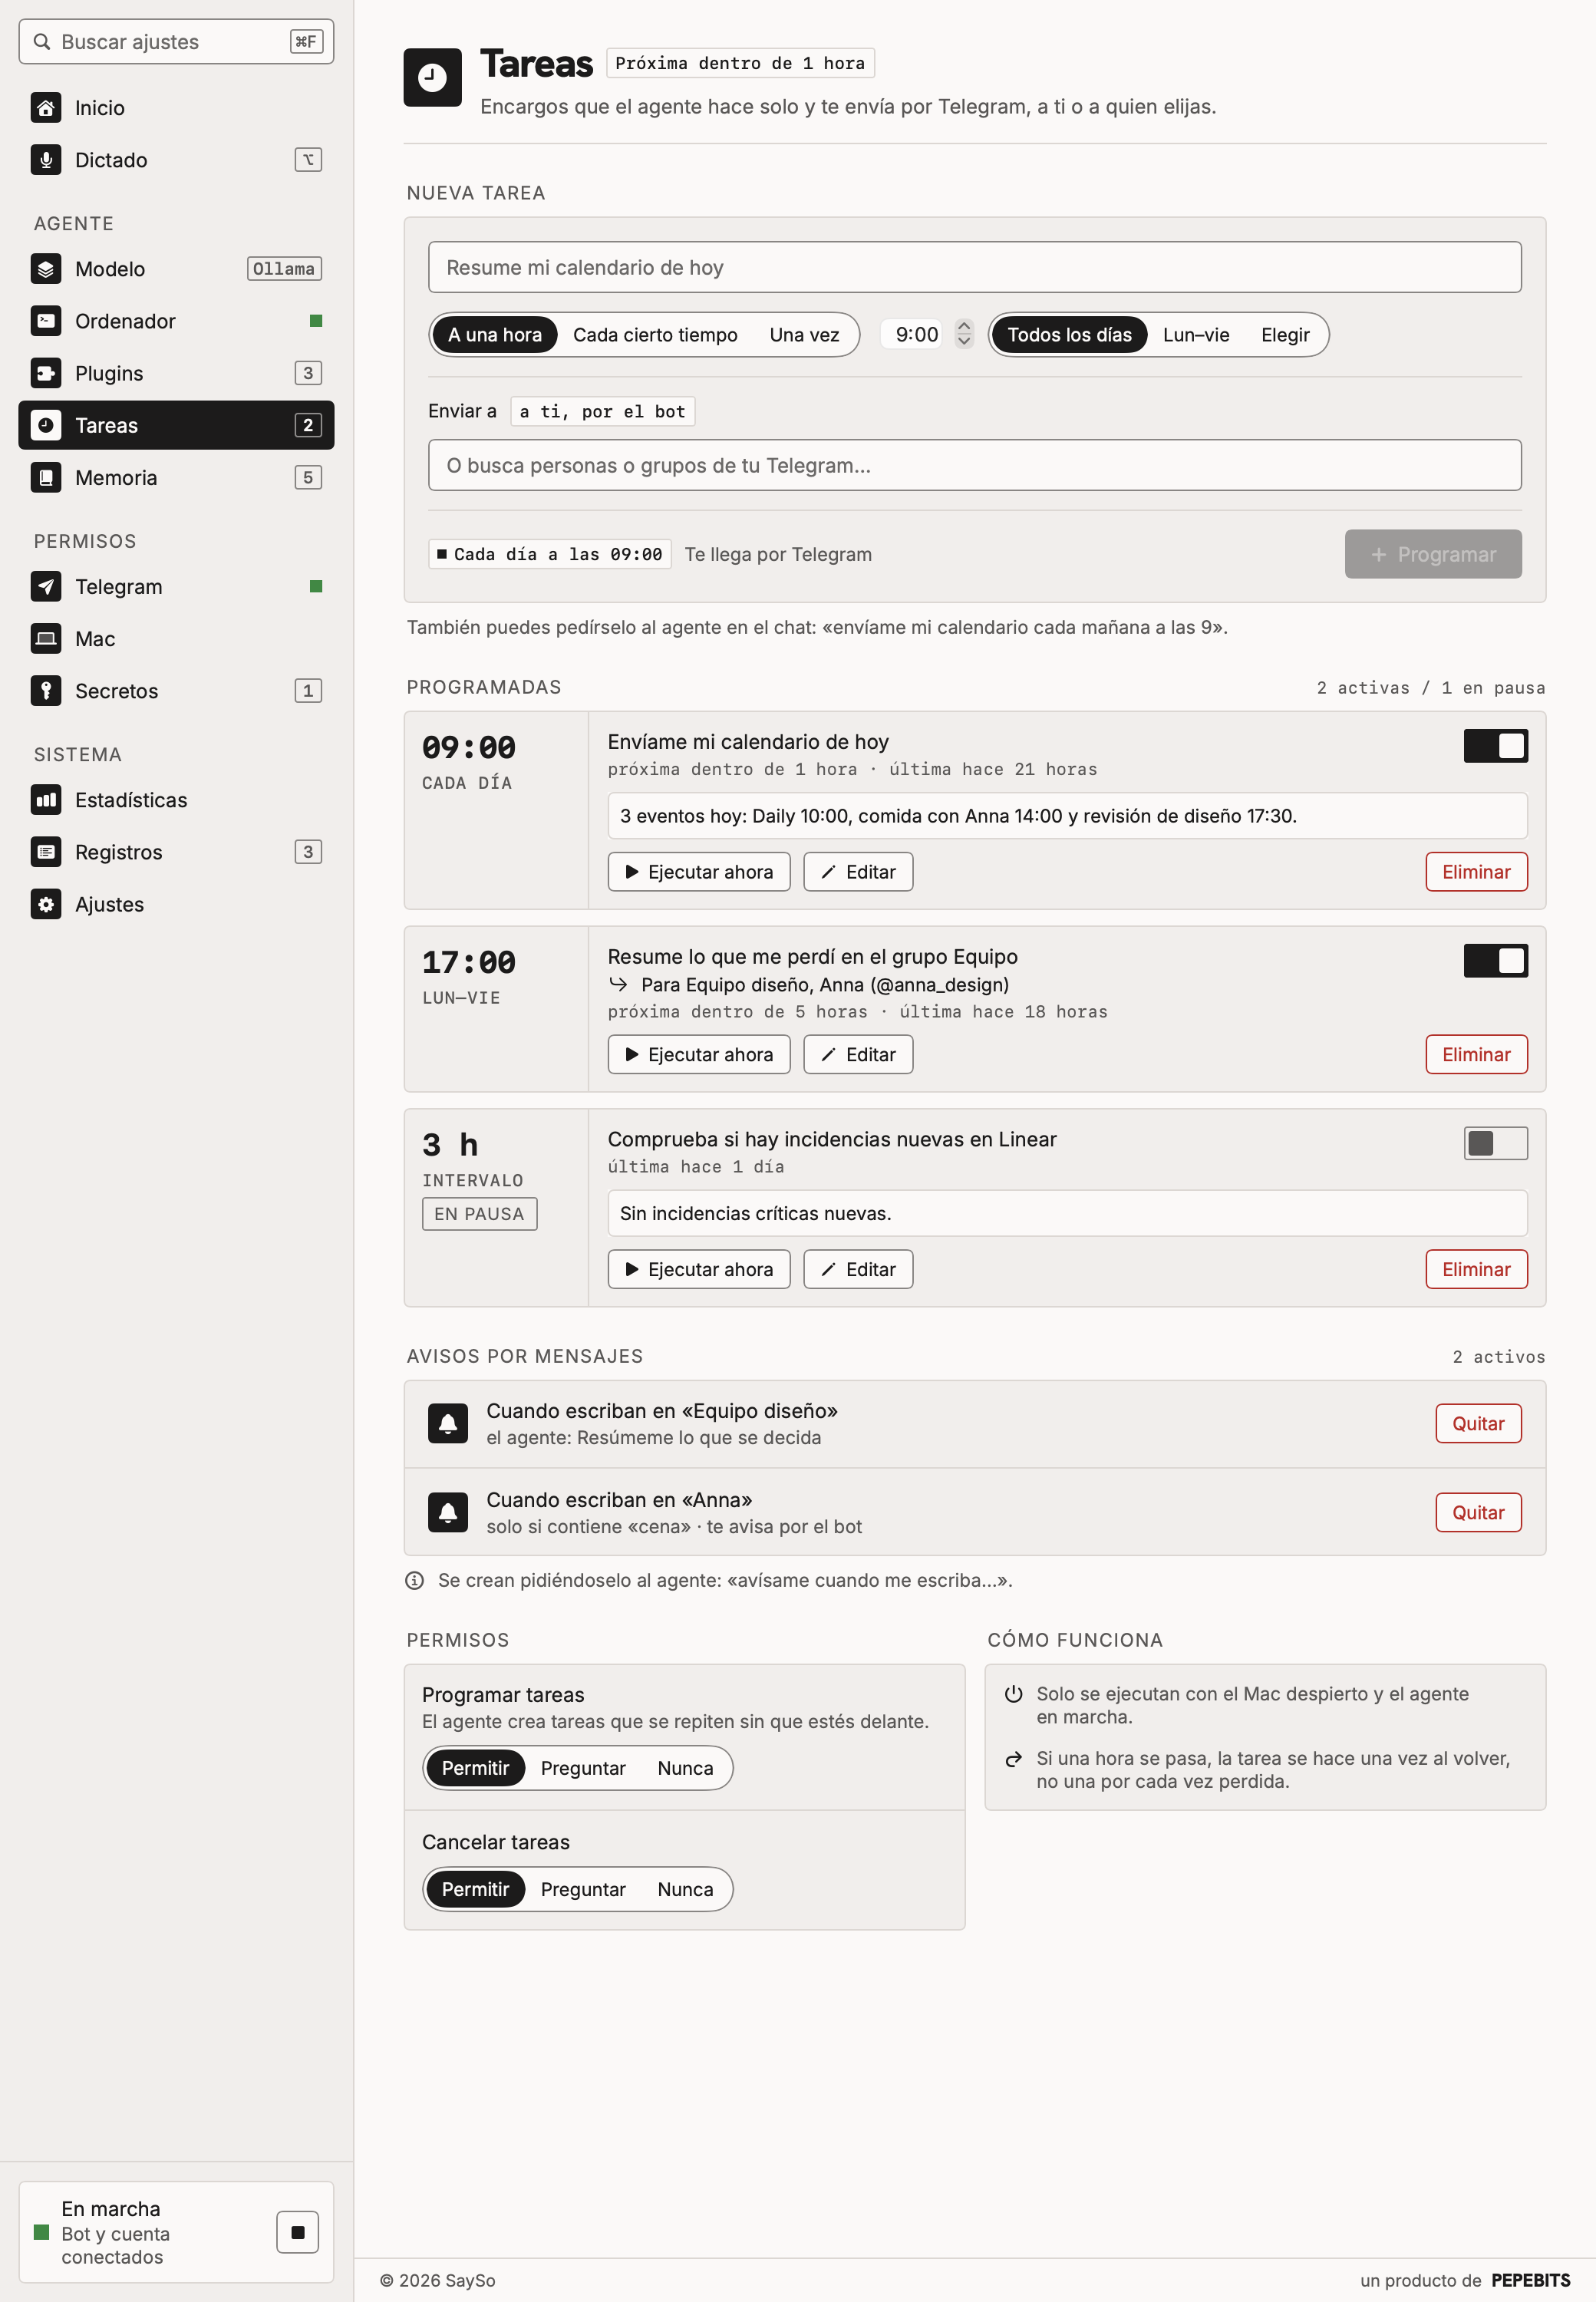 Buscar ajustes ⌘F
Inicio
Dictado ⌥
AGENTE
Modelo Ollama
Ordenador
Plugins 3
Tareas 2
Memoria 5
PERMISOS
Telegram
Mac
Secretos 1
SISTEMA
Estadísticas
Registros 3
Ajustes
En marcha
Bot y cuenta
conectados
Tareas Próxima dentro de 1 hora
Encargos que el agente hace solo y te envía por Telegram, a ti o a quien elijas.
NUEVA TAREA
Resume mi calendario de hoy
A una hora Cada cierto tiempo Una vez 9:00 Todos los días Lun–vie Elegir
Enviar a a ti, por el bot
O busca personas o grupos de tu Telegram...
Cada día a las 09:00 Te llega por Telegram + Programar
También puedes pedírselo al agente en el chat: «envíame mi calendario cada mañana a las 9».
PROGRAMADAS 2 activas / 1 en pausa
09:00
CADA DÍA
Envíame mi calendario de hoy
próxima dentro de 1 hora · última hace 21 horas
3 eventos hoy: Daily 10:00, comida con Anna 14:00 y revisión de diseño 17:30.
Ejecutar ahora Editar Eliminar
17:00
LUN–VIE
Resume lo que me perdí en el grupo Equipo
Para Equipo diseño, Anna (@anna_design)
próxima dentro de 5 horas · última hace 18 horas
Ejecutar ahora Editar Eliminar
3 h
INTERVALO
EN PAUSA
Comprueba si hay incidencias nuevas en Linear
última hace 1 día
Sin incidencias críticas nuevas.
Ejecutar ahora Editar Eliminar
AVISOS POR MENSAJES 2 activos
Cuando escriban en «Equipo diseño»
el agente: Resúmeme lo que se decida
Quitar
Cuando escriban en «Anna»
solo si contiene «cena» · te avisa por el bot
Quitar
Se crean pidiéndoselo al agente: «avísame cuando me escriba...».
PERMISOS
Programar tareas
El agente crea tareas que se repiten sin que estés delante.
Permitir Preguntar Nunca
Cancelar tareas
Permitir Preguntar Nunca
CÓMO FUNCIONA
Solo se ejecutan con el Mac despierto y el agente
en marcha.
Si una hora se pasa, la tarea se hace una vez al volver,
no una por cada vez perdida.
© 2026 SaySo
un producto de PEPEBITS